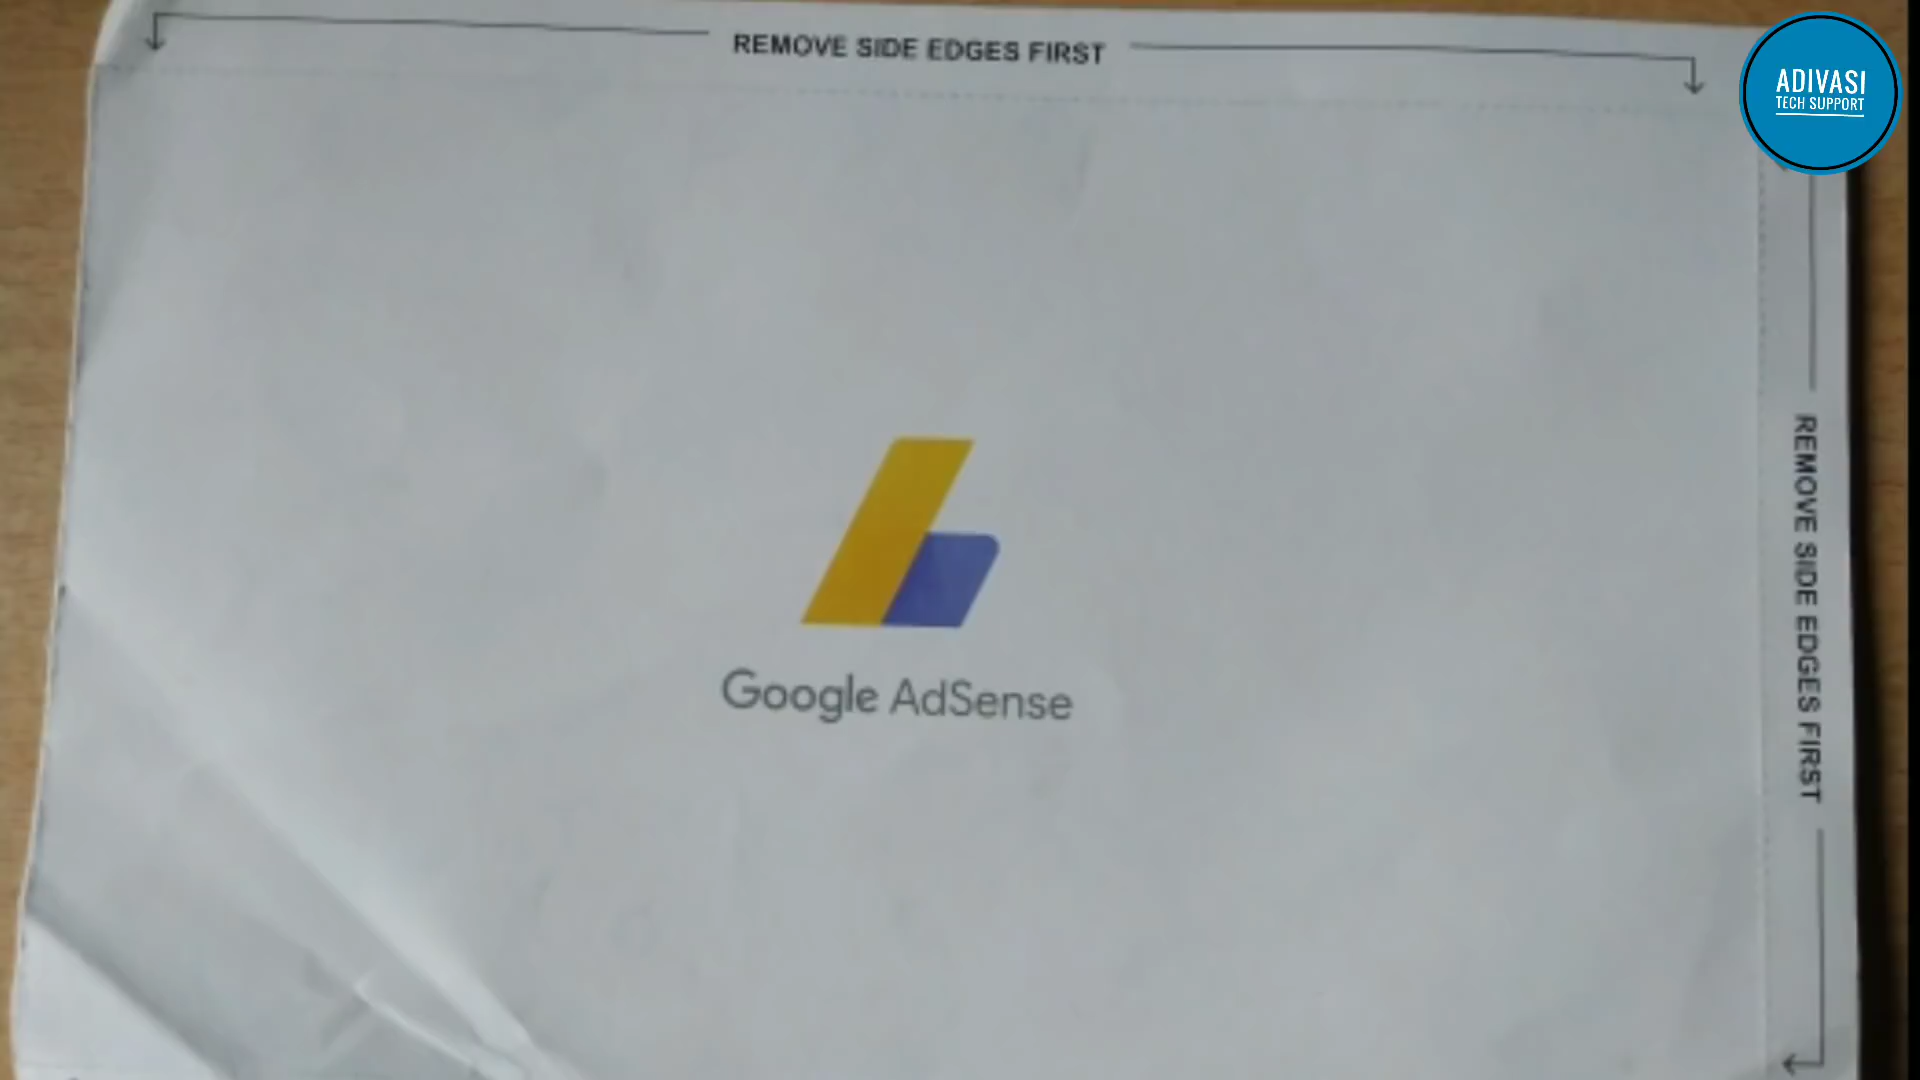 REMOVE SIDE EDGES FIRST
ADIVASI
TECH SUPPORT
REMOVE SIDE EDGES FIRST
Google AdSense